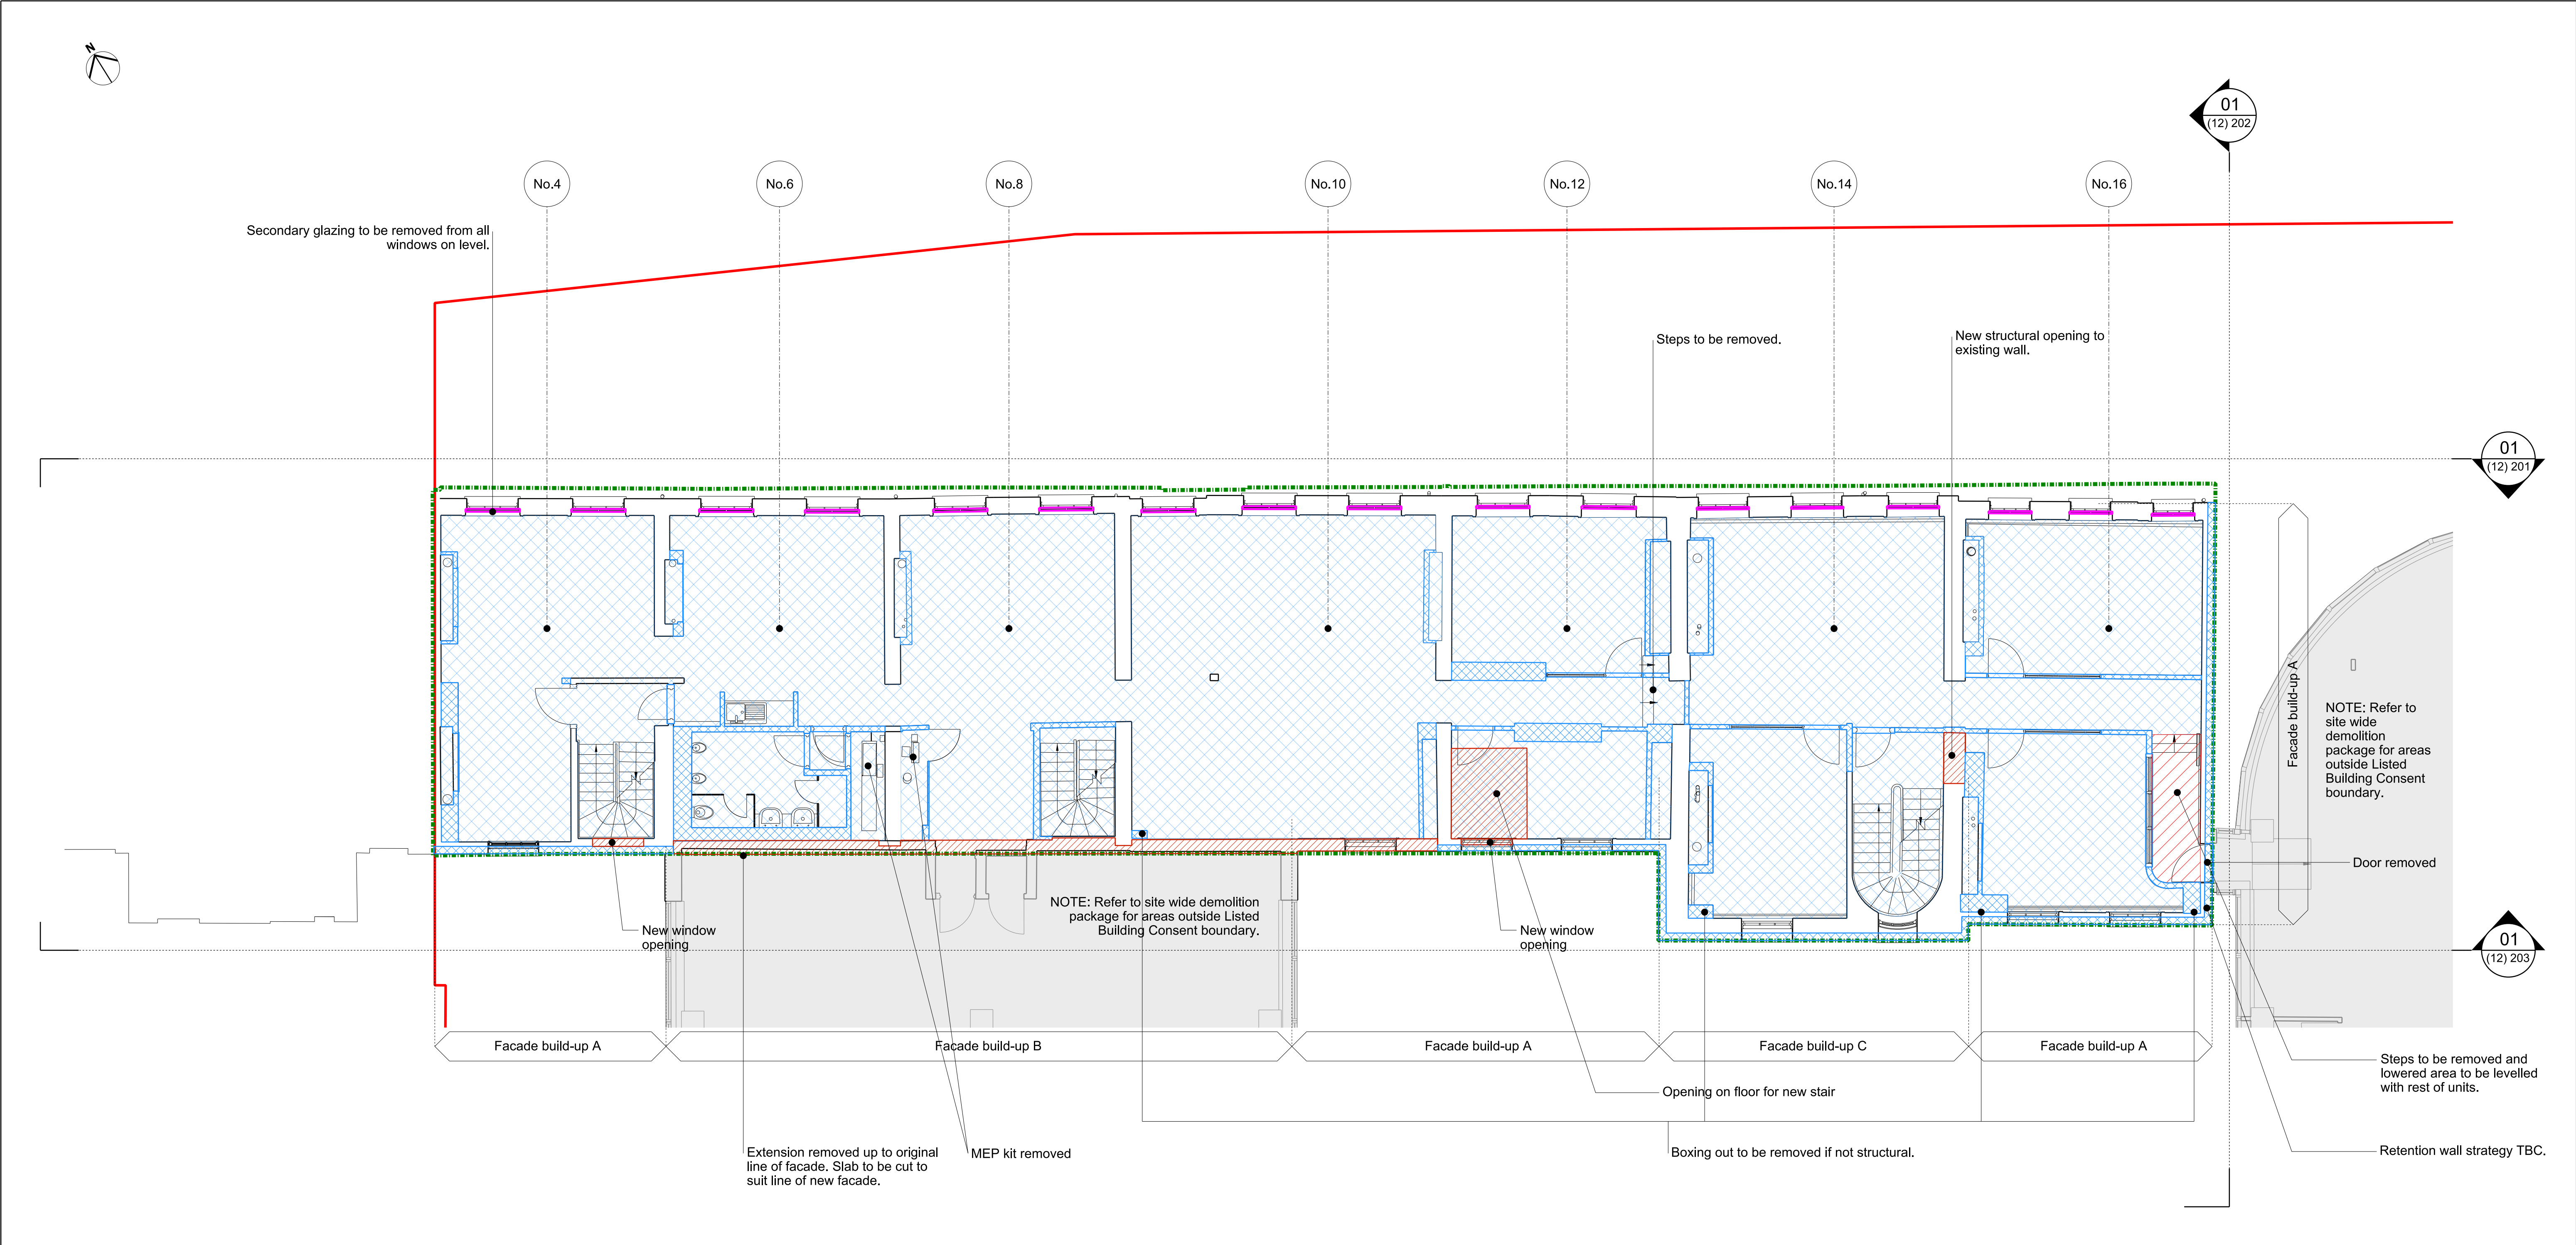 N
01
(12) 202
No.4
No.6
No.8
No.10
No.12
No.14
No.16
Secondary glazing to be removed from all
windows on level.
Steps to be removed.
New structural opening to
existing wall.
01
(12) 201
Facade build-up A
NOTE: Refer to
site wide
demolition
package for areas
outside Listed
Building Consent
boundary.
Door removed
NOTE: Refer to site wide demolition
package for areas outside Listed
Building Consent boundary.
New window
opening
New window
opening
01
(12) 203
Facade build-up A
Facade build-up B
Facade build-up A
Facade build-up C
Facade build-up A
Steps to be removed and
lowered area to be levelled
with rest of units.
Opening on floor for new stair
Extension removed up to original
line of facade. Slab to be cut to
suit line of new facade.
MEP kit removed
Boxing out to be removed if not structural.
Retention wall strategy TBC.